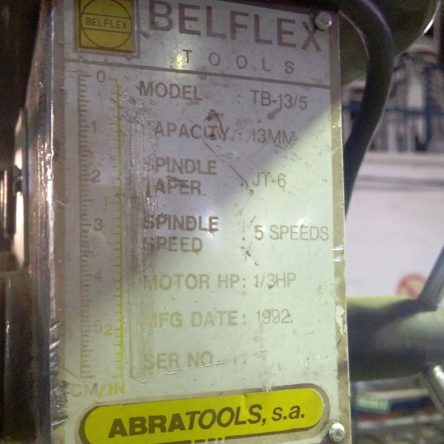 BELFLEX
BELFLEX
TOOLS
MODEL : TB-13/5
CAPACITY : 13MM
SPINDLE
TAPER : JT-6
SPINDLE
SPEED : 5 SPEEDS
MOTOR HP : 1/3HP
MFG DATE : 1992
SER NO :
0
1
2
3
4
5 2
CM/IN
ABRATOOLS, s.a.